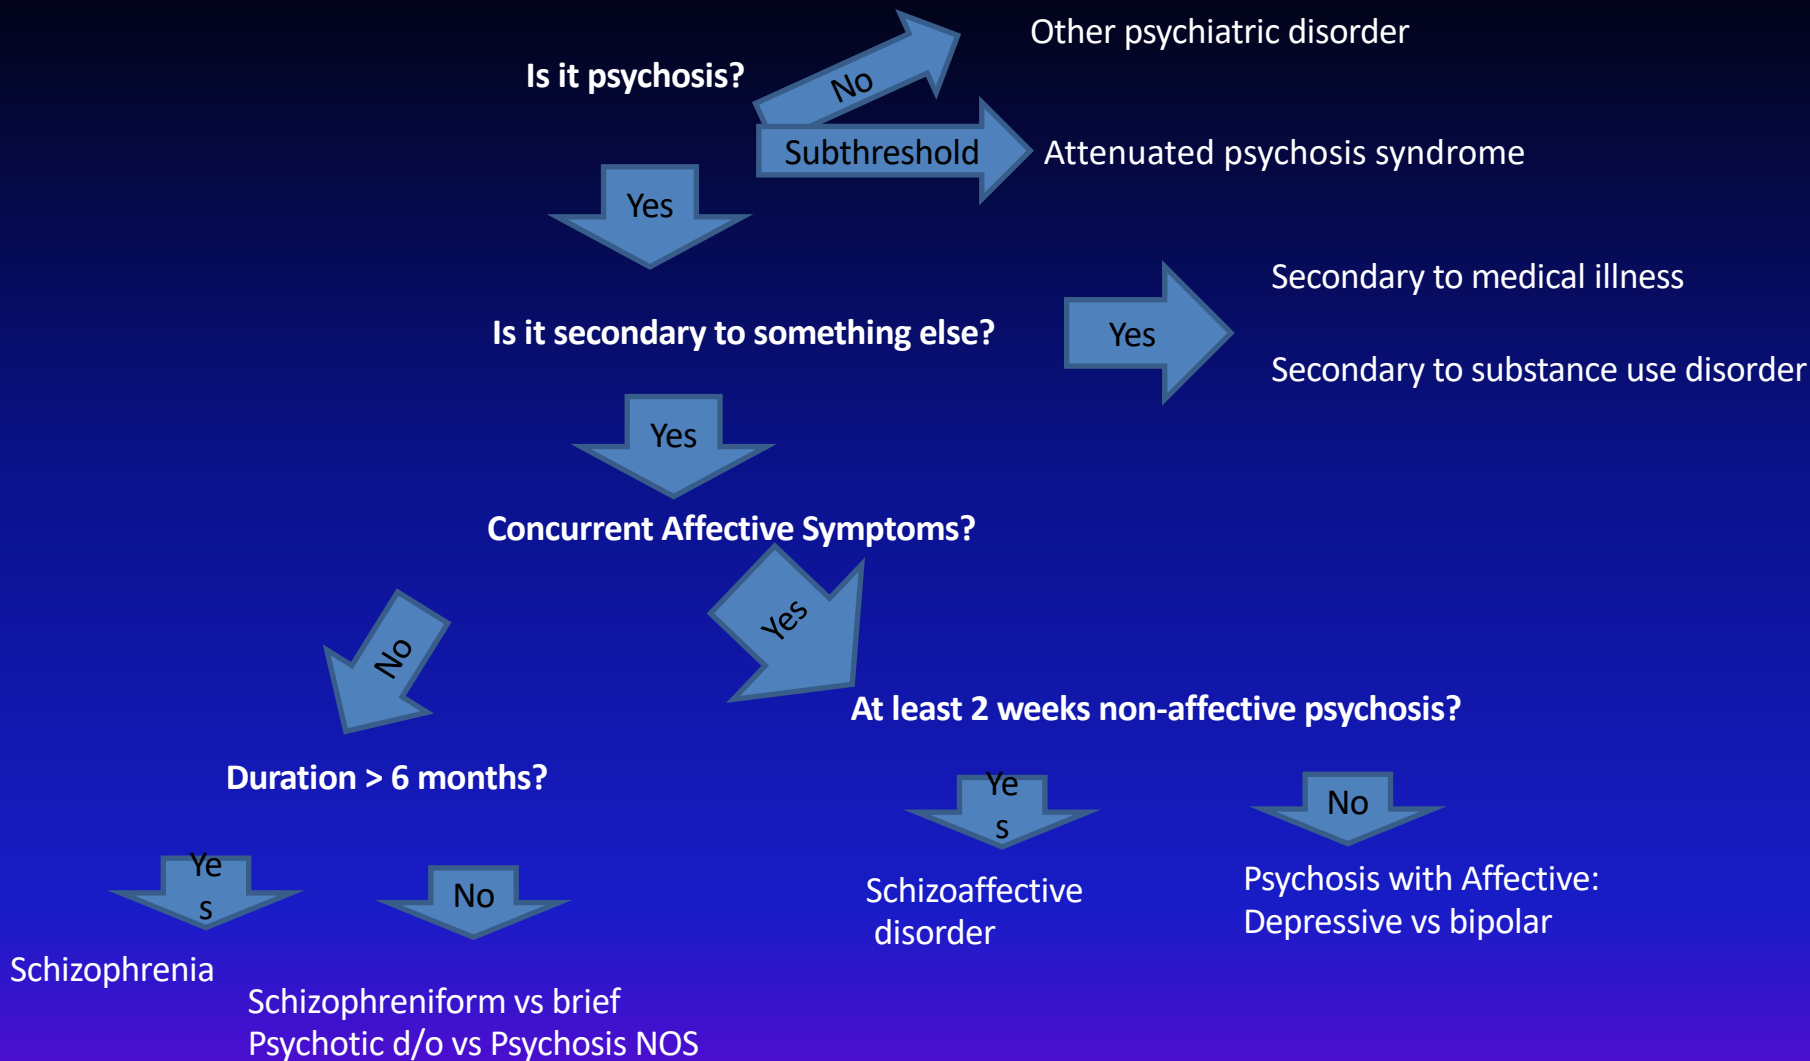 Other psychiatric disorder
Is it psychosis?
No
Subthreshold
Attenuated psychosis syndrome
Yes
Secondary to medical illness
Is it secondary to something else?
Yes
Secondary to substance use disorder
Yes
Concurrent Affective Symptoms?
No
Yes
At least 2 weeks non-affective psychosis?
Duration > 6 months?
Ye
s
No
Ye
s
No
Schizoaffective
disorder
Psychosis with Affective:
Depressive vs bipolar
Schizophrenia
Schizophreniform vs brief
Psychotic d/o vs Psychosis NOS